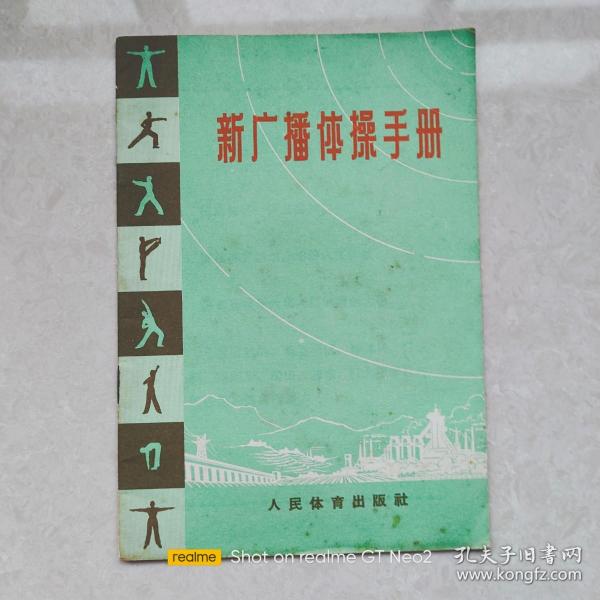 新广播体操手册
人民体育出版社
realme Shot on realme GT Neo2
孔夫子旧书网
www.kongfz.com